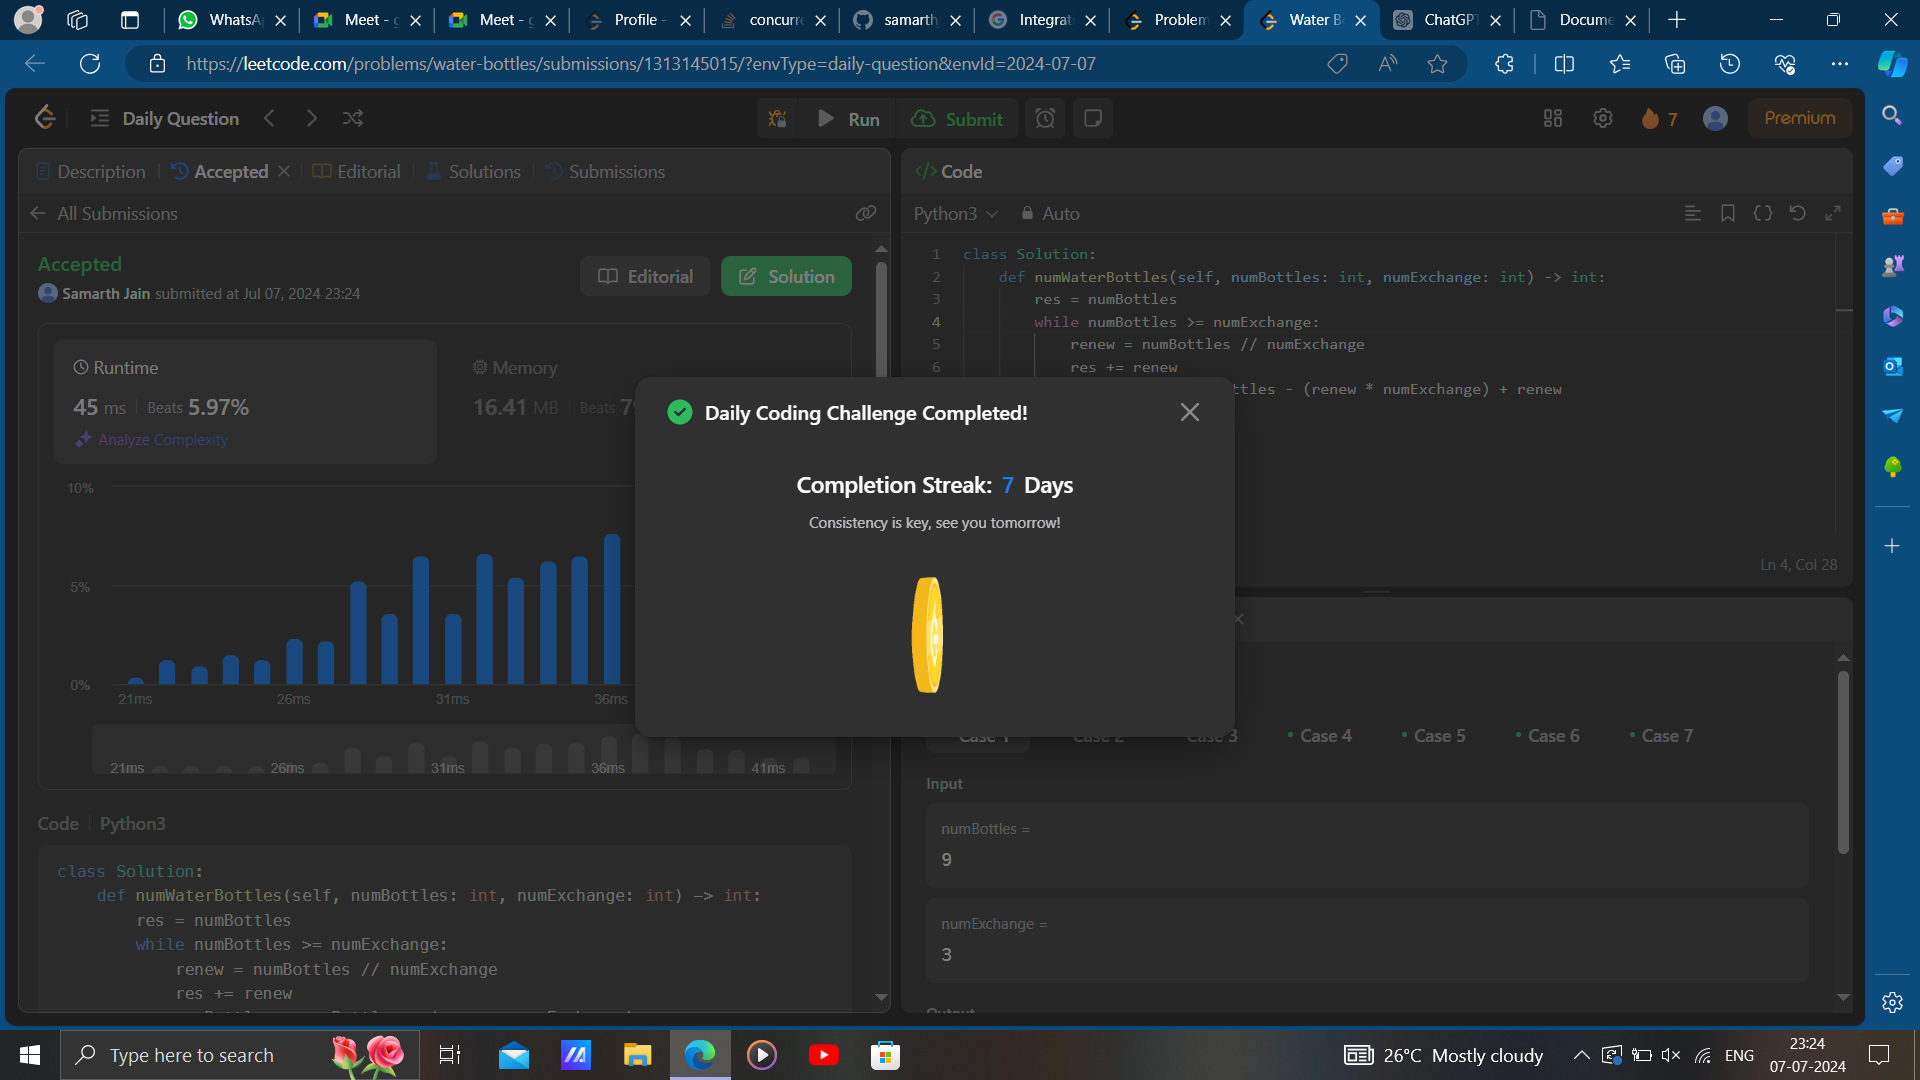 WhatsA
Meet - g
Meet - g
Profile -
concurre
samarth
Integrat
Problem
Water B
ChatGPT
Docume
https://leetcode.com/problems/water-bottles/submissions/1313145015/?envType=daily-question&envId=2024-07-07
Daily Question
Run
Submit
7
Premium
Description
Accepted
Editorial
Solutions
Submissions
All Submissions
Accepted
Samarth Jain submitted at Jul 07, 2024 23:24
Editorial
Solution
Runtime
45 ms
Beats 5.97%
Analyze Complexity
Memory
16.41 MB
Beats
10%
5%
0%
21ms
26ms
31ms
36ms
21ms
26ms
31ms
36ms
41ms
Code
Python3
class Solution:
def numWaterBottles(self, numBottles: int, numExchange: int) -> int:
res = numBottles
while numBottles >= numExchange:
renew = numBottles // numExchange
res += renew
</> Code
Python3
Auto
1 class Solution:
2 def numWaterBottles(self, numBottles: int, numExchange: int) -> int:
3 res = numBottles
4 while numBottles >= numExchange:
5 renew = numBottles // numExchange
6 res += renew
ttles - (renew * numExchange) + renew
Ln 4, Col 28
Daily Coding Challenge Completed!
Completion Streak: 7 Days
Consistency is key, see you tomorrow!
Case 1
Case 2
Case 3
Case 4
Case 5
Case 6
Case 7
Input
numBottles =
9
numExchange =
3
Output
Type here to search
26°C Mostly cloudy
ENG
23:24
07-07-2024